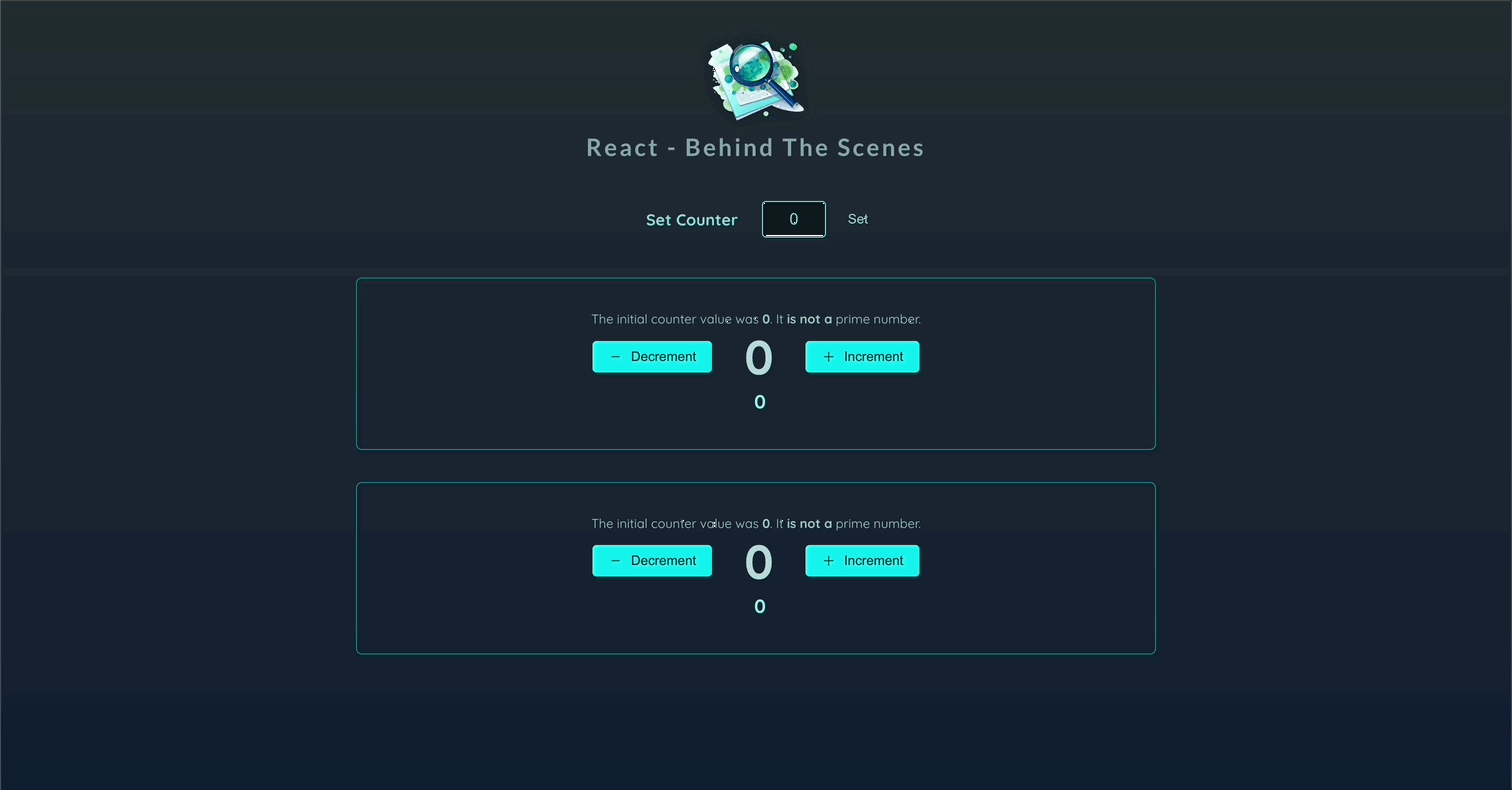 React - Behind The Scenes
Set Counter 0 Set
The initial counter value was 0. It is not a prime number.
− Decrement 0 + Increment
0
The initial counter value was 0. It is not a prime number.
− Decrement 0 + Increment
0